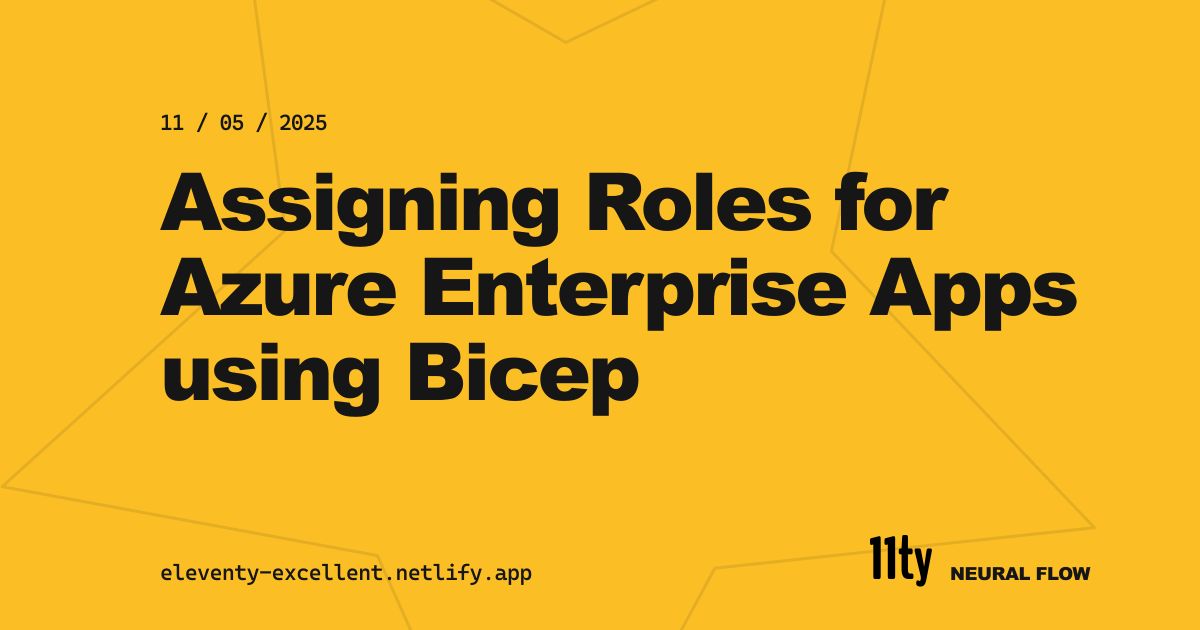 11 / 05 / 2025
Assigning Roles for
Azure Enterprise Apps
using Bicep
eleventy-excellent.netlify.app
11ty NEURAL FLOW